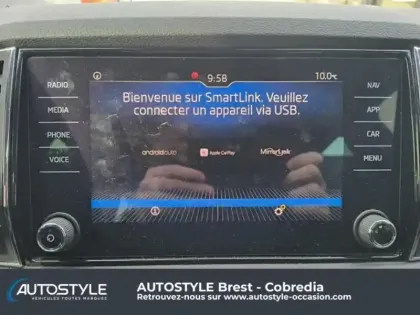 RADIO
MEDIA
PHONE
VOICE
9:58
10.0°C
Bienvenue sur SmartLink. Veuillez
connecter un appareil via USB.
androidauto
Apple CarPlay
MirrorLink
NAV
APP
CAR
MENU
AUTOSTYLE
VÉHICULES TOUTES MARQUES
AUTOSTYLE Brest - Cobredia
Retrouvez-nous sur www.autostyle-occasion.com